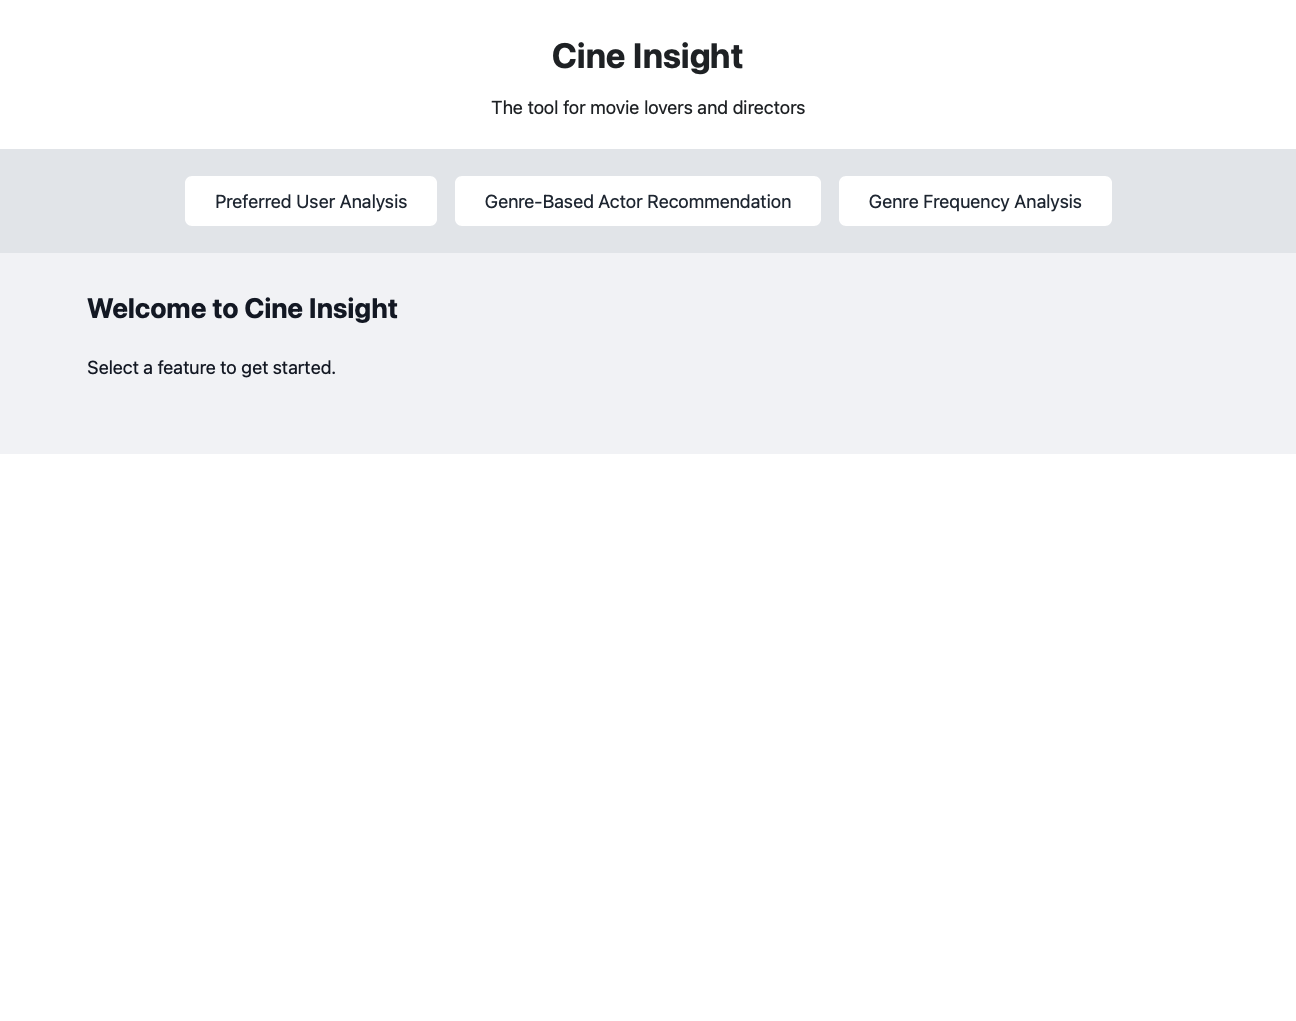 Cine Insight
The tool for movie lovers and directors
Preferred User Analysis
Genre-Based Actor Recommendation
Genre Frequency Analysis
Welcome to Cine Insight
Select a feature to get started.